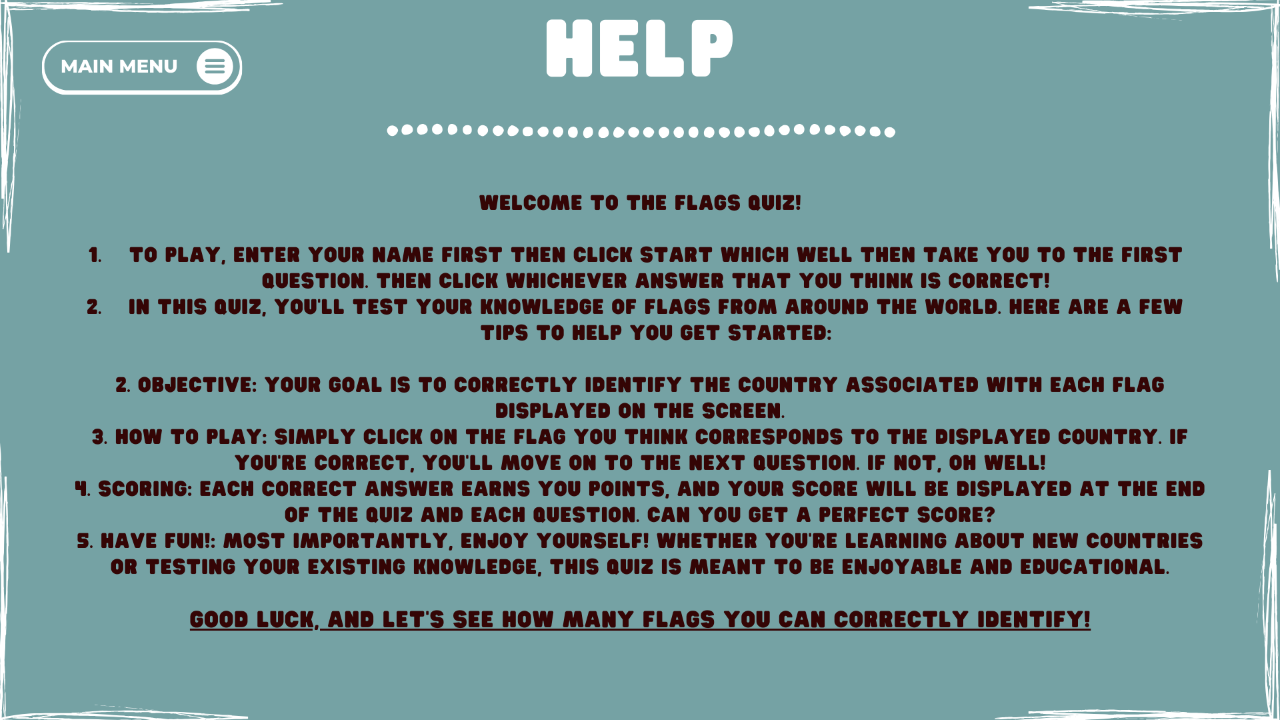 HELP
MAIN MENU
WELCOME TO THE FLAGS QUIZ!
1. TO PLAY, ENTER YOUR NAME FIRST THEN CLICK START WHICH WELL THEN TAKE YOU TO THE FIRST
QUESTION. THEN CLICK WHICHEVER ANSWER THAT YOU THINK IS CORRECT!
2. IN THIS QUIZ, YOU'LL TEST YOUR KNOWLEDGE OF FLAGS FROM AROUND THE WORLD. HERE ARE A FEW
TIPS TO HELP YOU GET STARTED:
2. OBJECTIVE: YOUR GOAL IS TO CORRECTLY IDENTIFY THE COUNTRY ASSOCIATED WITH EACH FLAG
DISPLAYED ON THE SCREEN.
3. HOW TO PLAY: SIMPLY CLICK ON THE FLAG YOU THINK CORRESPONDS TO THE DISPLAYED COUNTRY. IF
YOU'RE CORRECT, YOU'LL MOVE ON TO THE NEXT QUESTION. IF NOT, OH WELL!
4. SCORING: EACH CORRECT ANSWER EARNS YOU POINTS, AND YOUR SCORE WILL BE DISPLAYED AT THE END
OF THE QUIZ AND EACH QUESTION. CAN YOU GET A PERFECT SCORE?
5. HAVE FUN!: MOST IMPORTANTLY, ENJOY YOURSELF! WHETHER YOU'RE LEARNING ABOUT NEW COUNTRIES
OR TESTING YOUR EXISTING KNOWLEDGE, THIS QUIZ IS MEANT TO BE ENJOYABLE AND EDUCATIONAL.
GOOD LUCK, AND LET'S SEE HOW MANY FLAGS YOU CAN CORRECTLY IDENTIFY!